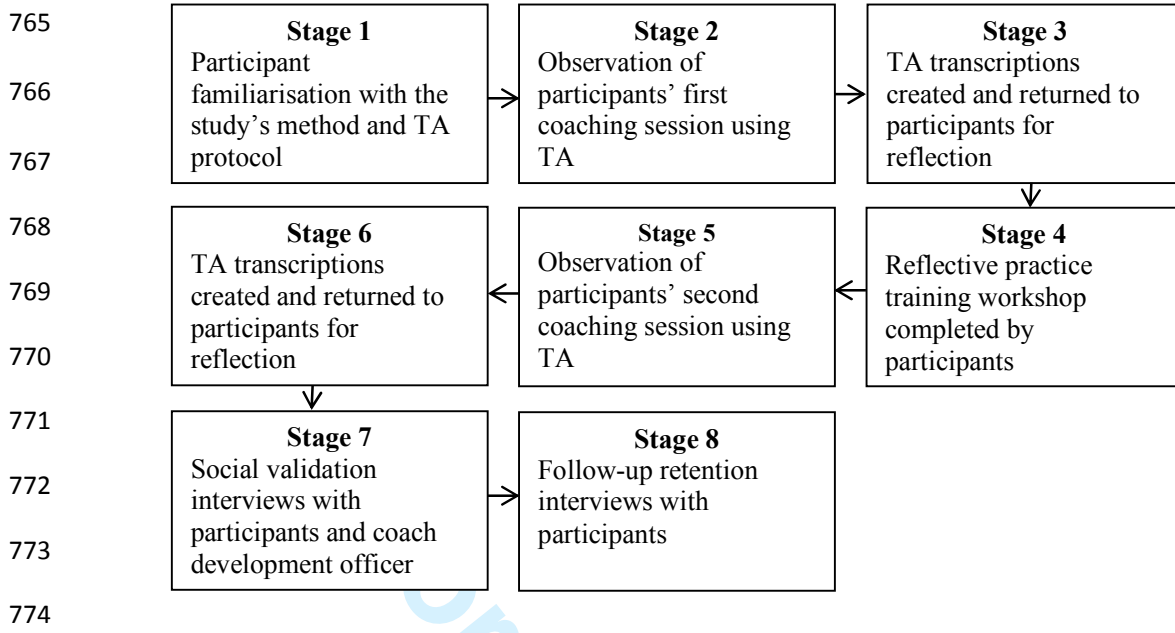 765
766
767
768
769
770
771
772
773
774
Stage 1
Participant
familiarisation with the
study's method and TA
protocol
Stage 2
Observation of
participants' first
coaching session using
TA
Stage 3
TA transcriptions
created and returned to
participants for
reflection
Stage 4
Reflective practice
training workshop
completed by
participants
Stage 5
Observation of
participants' second
coaching session using
TA
Stage 6
TA transcriptions
created and returned to
participants for
reflection
Stage 7
Social validation
interviews with
participants and coach
development officer
Stage 8
Follow-up retention
interviews with
participants